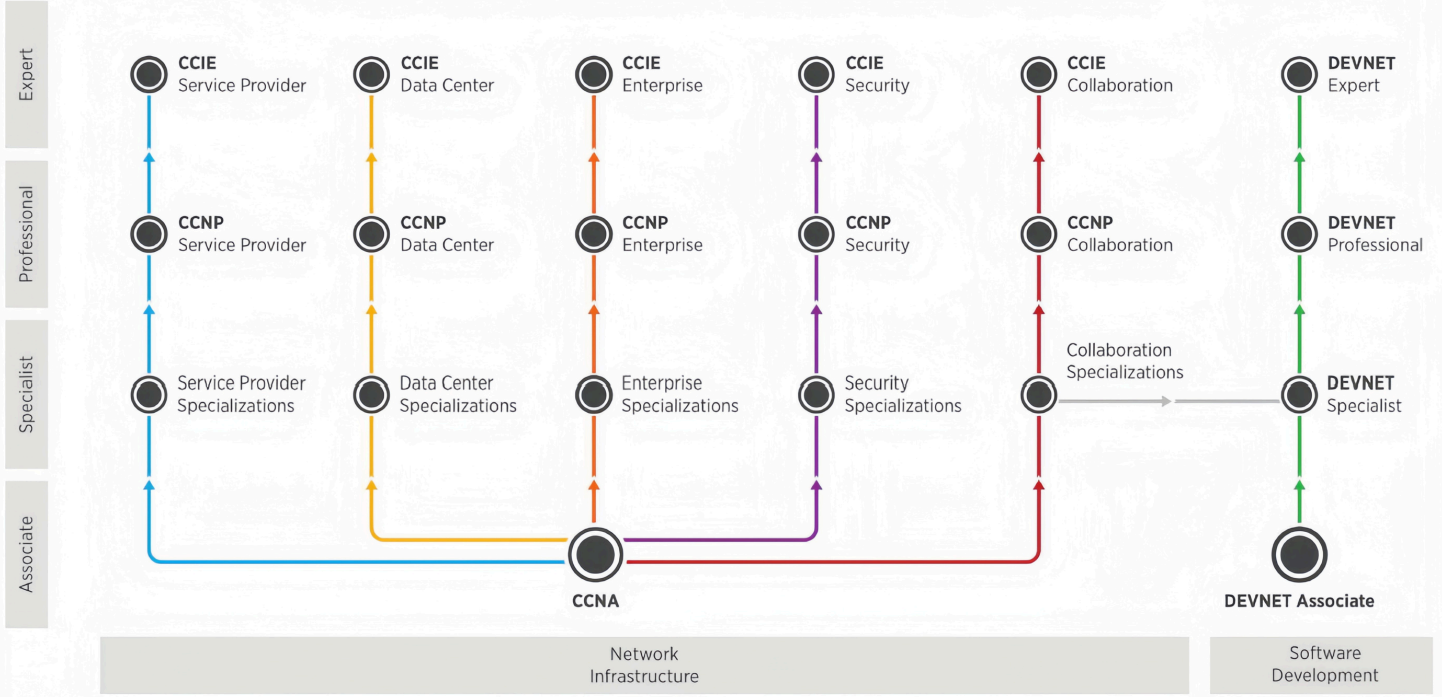 Expert
CCIE
Service Provider
CCIE
Data Center
CCIE
Enterprise
CCIE
Security
CCIE
Collaboration
DEVNET
Expert
Professional
CCNP
Service Provider
CCNP
Data Center
CCNP
Enterprise
CCNP
Security
CCNP
Collaboration
DEVNET
Professional
Specialist
Service Provider
Specializations
Data Center
Specializations
Enterprise
Specializations
Security
Specializations
Collaboration
Specializations
DEVNET
Specialist
Associate
CCNA
DEVNET Associate
Network
Infrastructure
Software
Development